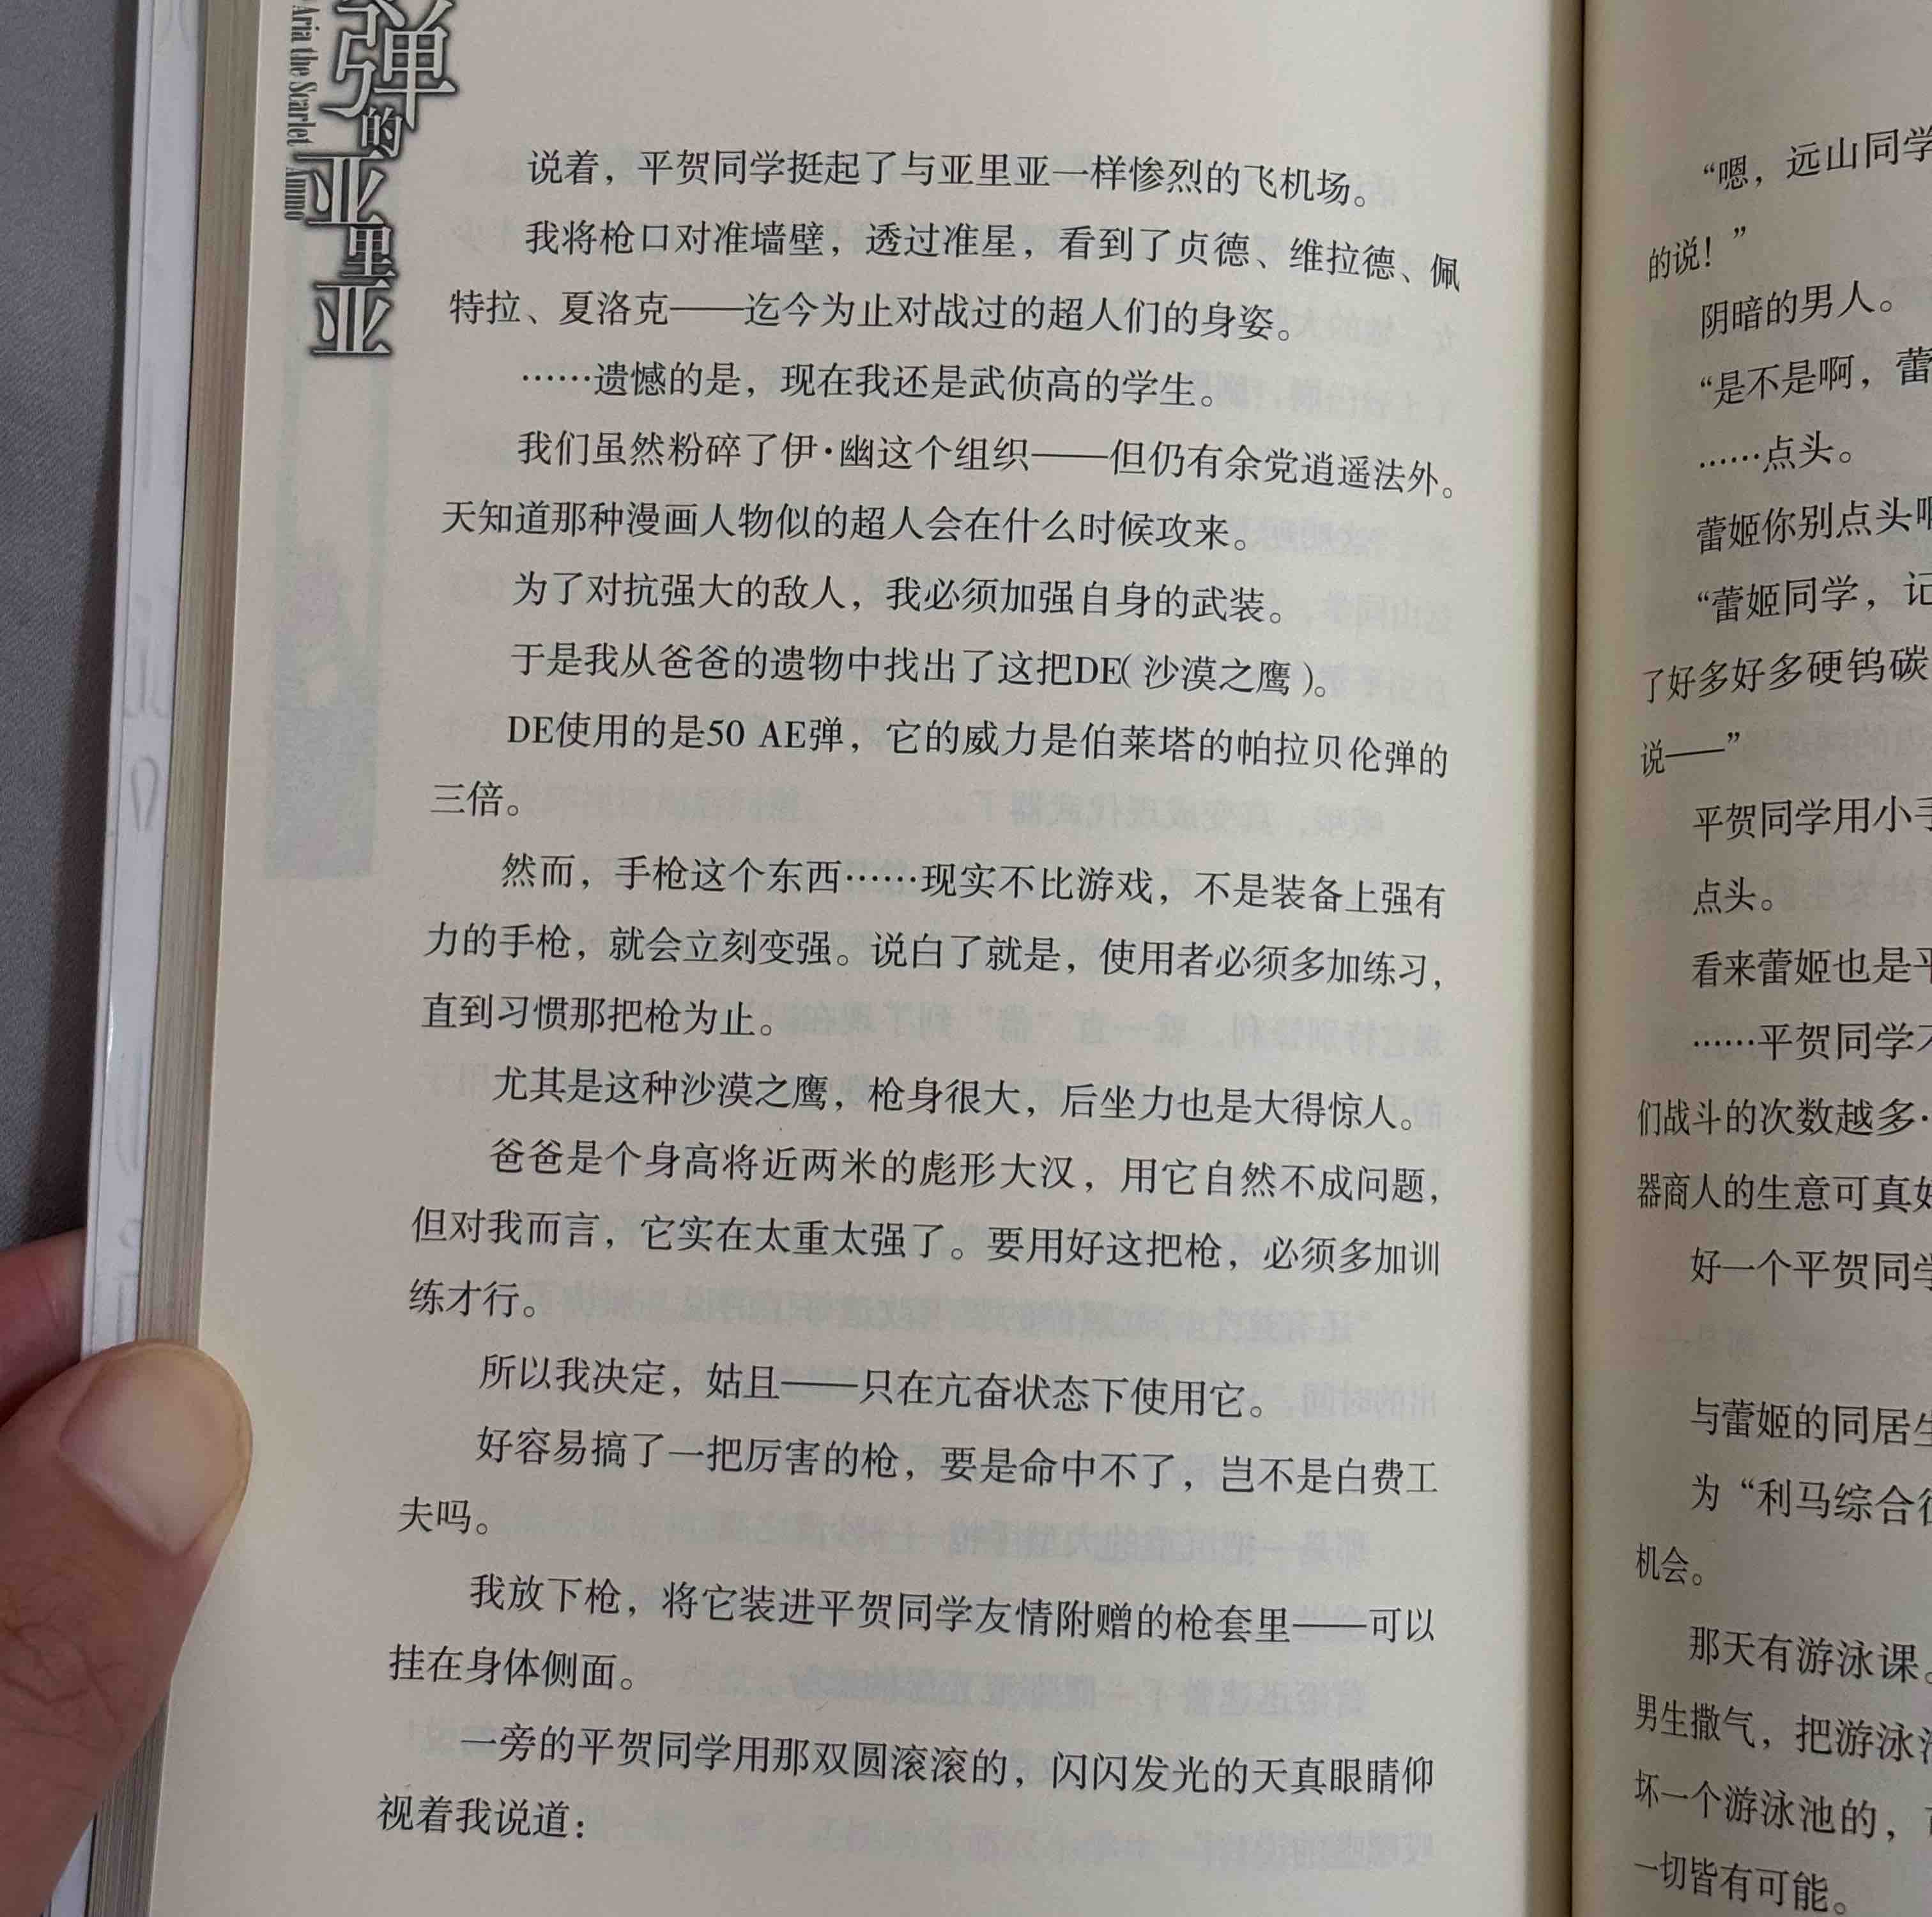 弹的亚里亚
Aria the Scarlet Ammo
说着，平贺同学挺起了与亚里亚一样惨烈的飞机场。
我将枪口对准墙壁，透过准星，看到了贞德、维拉德、佩
特拉、夏洛克——迄今为止对战过的超人们的身姿。
……遗憾的是，现在我还是武侦高的学生。
我们虽然粉碎了伊·幽这个组织——但仍有余党逍遥法外。
天知道那种漫画人物似的超人会在什么时候攻来。
为了对抗强大的敌人，我必须加强自身的武装。
于是我从爸爸的遗物中找出了这把DE（沙漠之鹰）。
DE使用的是50 AE弹，它的威力是伯莱塔的帕拉贝伦弹的
三倍。
然而，手枪这个东西……现实不比游戏，不是装备上强有
力的手枪，就会立刻变强。说白了就是，使用者必须多加练习，
直到习惯那把枪为止。
尤其是这种沙漠之鹰，枪身很大，后坐力也是大得惊人。
爸爸是个身高将近两米的彪形大汉，用它自然不成问题，
但对我而言，它实在太重太强了。要用好这把枪，必须多加训
练才行。
所以我决定，姑且——只在亢奋状态下使用它。
好容易搞了一把厉害的枪，要是命中不了，岂不是白费工
夫吗。
我放下枪，将它装进平贺同学友情附赠的枪套里——可以
挂在身体侧面。
一旁的平贺同学用那双圆滚滚的，闪闪发光的天真眼睛仰
视着我说道：
“嗯，远山同学
的说！”
阴暗的男人。
“是不是啊，蕾
……点头。
蕾姬你别点头啊
“蕾姬同学，记
了好多好多硬钨碳
说——”
平贺同学用小手
点头。
看来蕾姬也是平
……平贺同学不
们战斗的次数越多·
器商人的生意可真好
好一个平贺同学
与蕾姬的同居生
为“利马综合征
机会。
那天有游泳课。
男生撒气，把游泳池
坏一个游泳池的，
一切皆有可能。